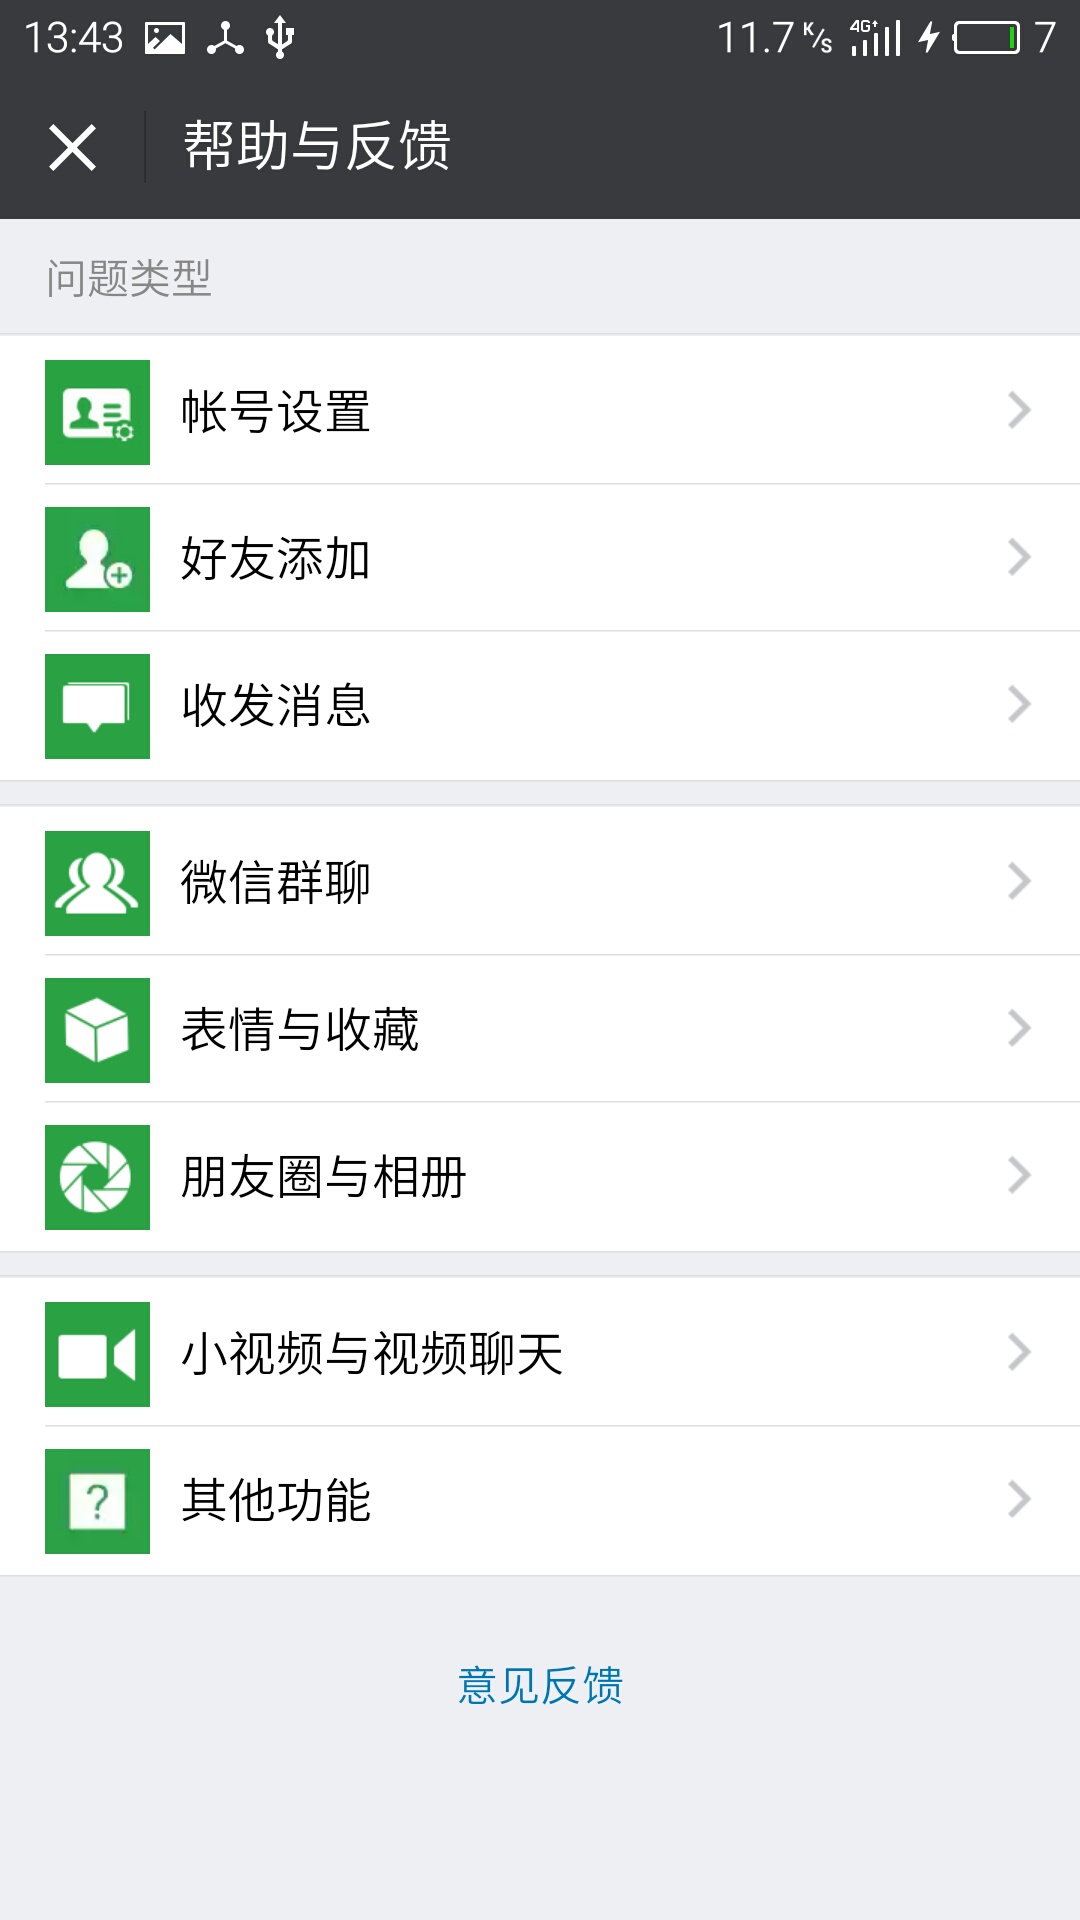 13:43 11.7 K/s 4G+ 7
帮助与反馈
问题类型
帐号设置
好友添加
收发消息
微信群聊
表情与收藏
朋友圈与相册
小视频与视频聊天
?
其他功能
意见反馈